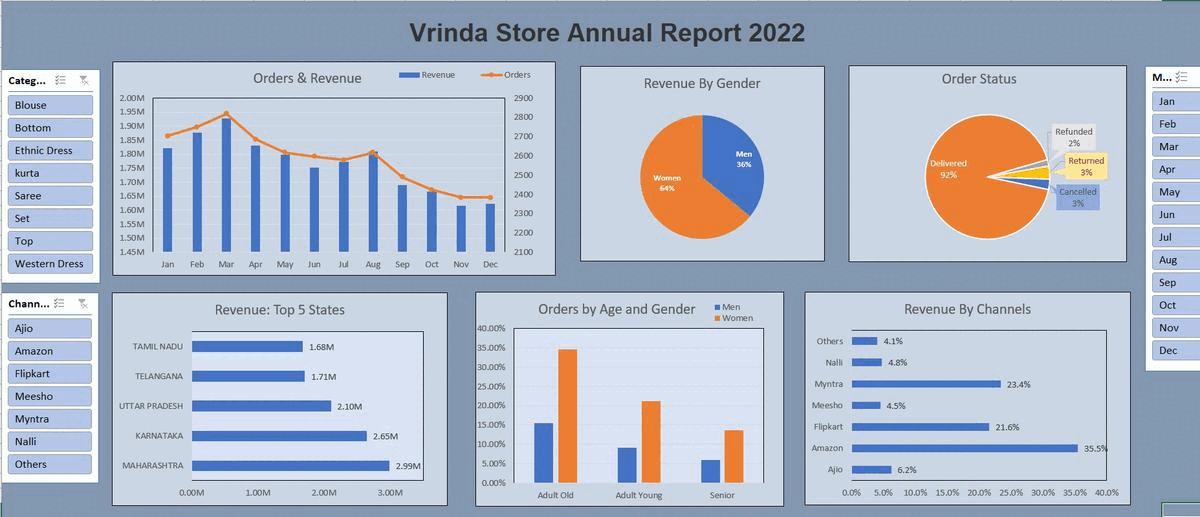 Vrinda Store Annual Report 2022
Categ...
Blouse
Bottom
Ethnic Dress
kurta
Saree
Set
Top
Western Dress
Orders & Revenue
Revenue
Orders
2.00M
1.95M
1.90M
1.85M
1.80M
1.75M
1.70M
1.65M
1.60M
1.55M
1.50M
1.45M
2900
2800
2700
2600
2500
2400
2300
2200
2100
Jan Feb Mar Apr May Jun Jul Aug Sep Oct Nov Dec
Revenue By Gender
Men
36%
Women
64%
Order Status
Delivered
92%
Refunded
2%
Returned
3%
Cancelled
3%
M...
Jan
Feb
Mar
Apr
May
Jun
Jul
Aug
Sep
Oct
Nov
Dec
Chann...
Ajio
Amazon
Flipkart
Meesho
Myntra
Nalli
Others
Revenue: Top 5 States
TAMIL NADU 1.68M
TELANGANA 1.71M
UTTAR PRADESH 2.10M
KARNATAKA 2.65M
MAHARASHTRA 2.99M
0.00M 1.00M 2.00M 3.00M
Orders by Age and Gender
Men
Women
40.00%
35.00%
30.00%
25.00%
20.00%
15.00%
10.00%
5.00%
0.00%
Adult Old Adult Young Senior
Revenue By Channels
Others 4.1%
Nalli 4.8%
Myntra 23.4%
Meesho 4.5%
Flipkart 21.6%
Amazon 35.5%
Ajio 6.2%
0.0% 5.0% 10.0% 15.0% 20.0% 25.0% 30.0% 35.0% 40.0%